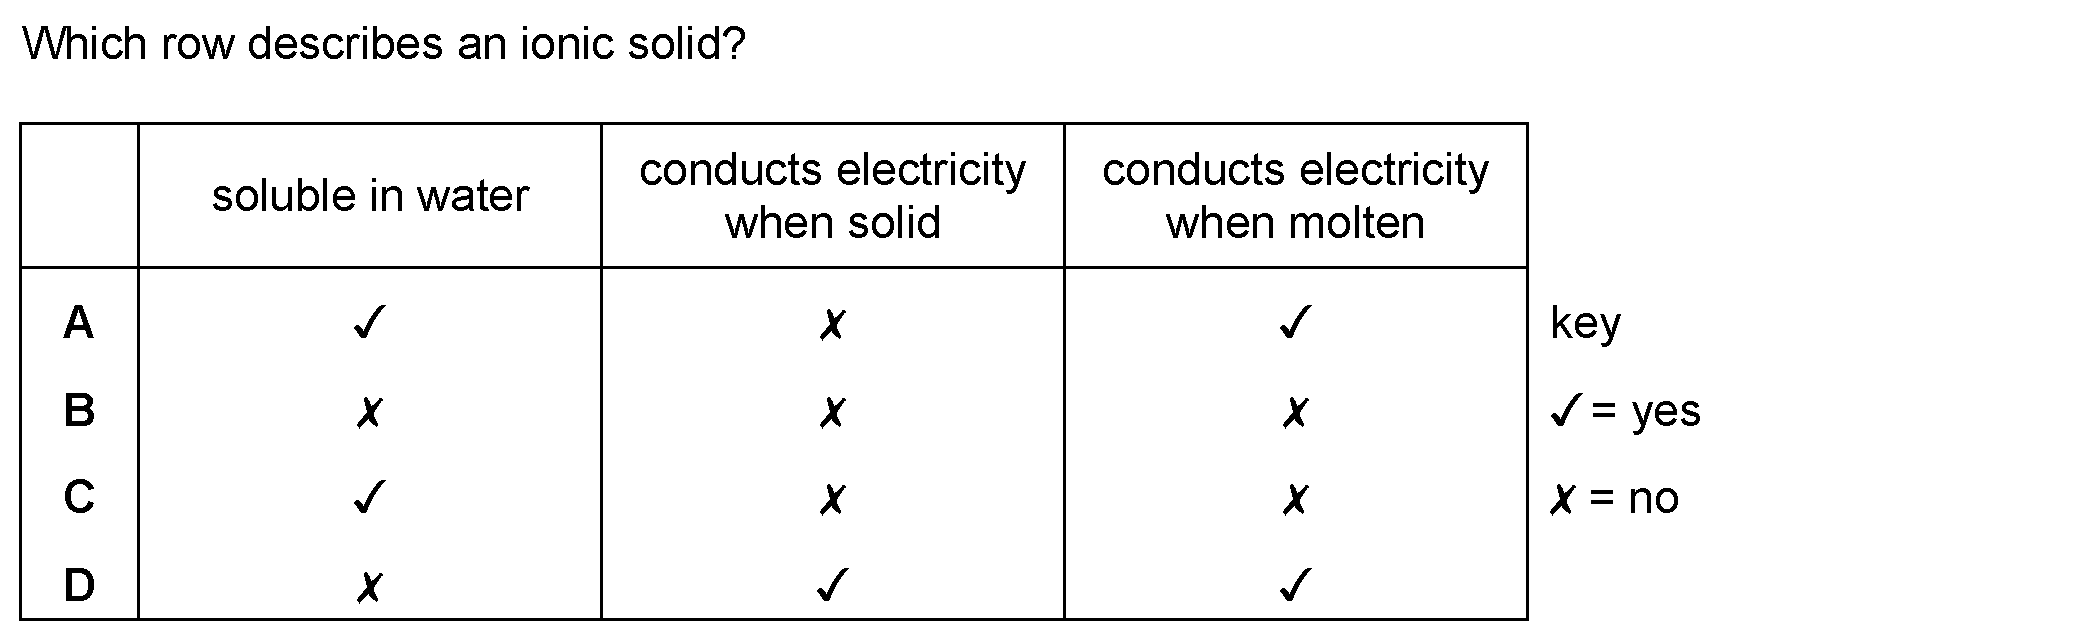 Which row describes an ionic solid?
soluble in water
conducts electricity
when solid
conducts electricity
when molten
A ✓ ✗ ✓ key
B ✗ ✗ ✗ ✓ = yes
C ✓ ✗ ✗ ✗ = no
D ✗ ✓ ✓